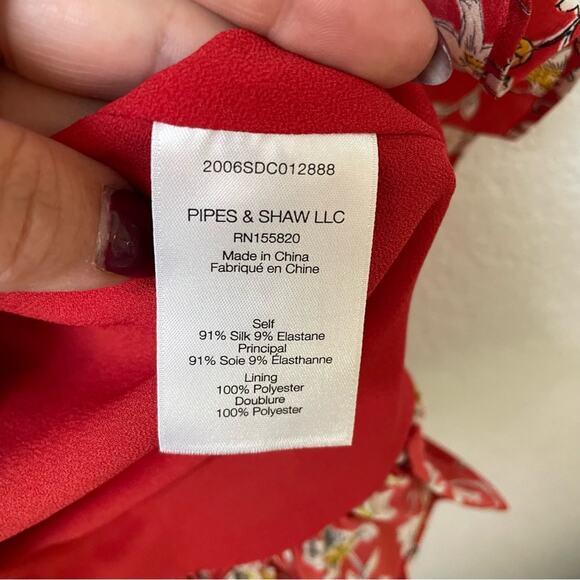 2006SDC012888
PIPES & SHAW LLC
RN155820
Made in China
Fabriqué en Chine
Self
91% Silk 9% Elastane
Principal
91% Soie 9% Élasthanne
Lining
100% Polyester
Doublure
100% Polyester